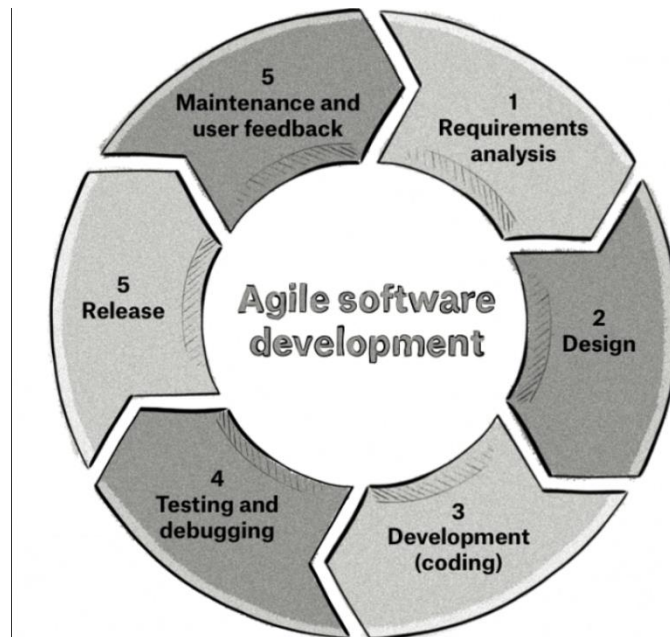 5
Maintenance and
user feedback
1
Requirements
analysis
2
Design
3
Development
(coding)
4
Testing and
debugging
5
Release
Agile software
development